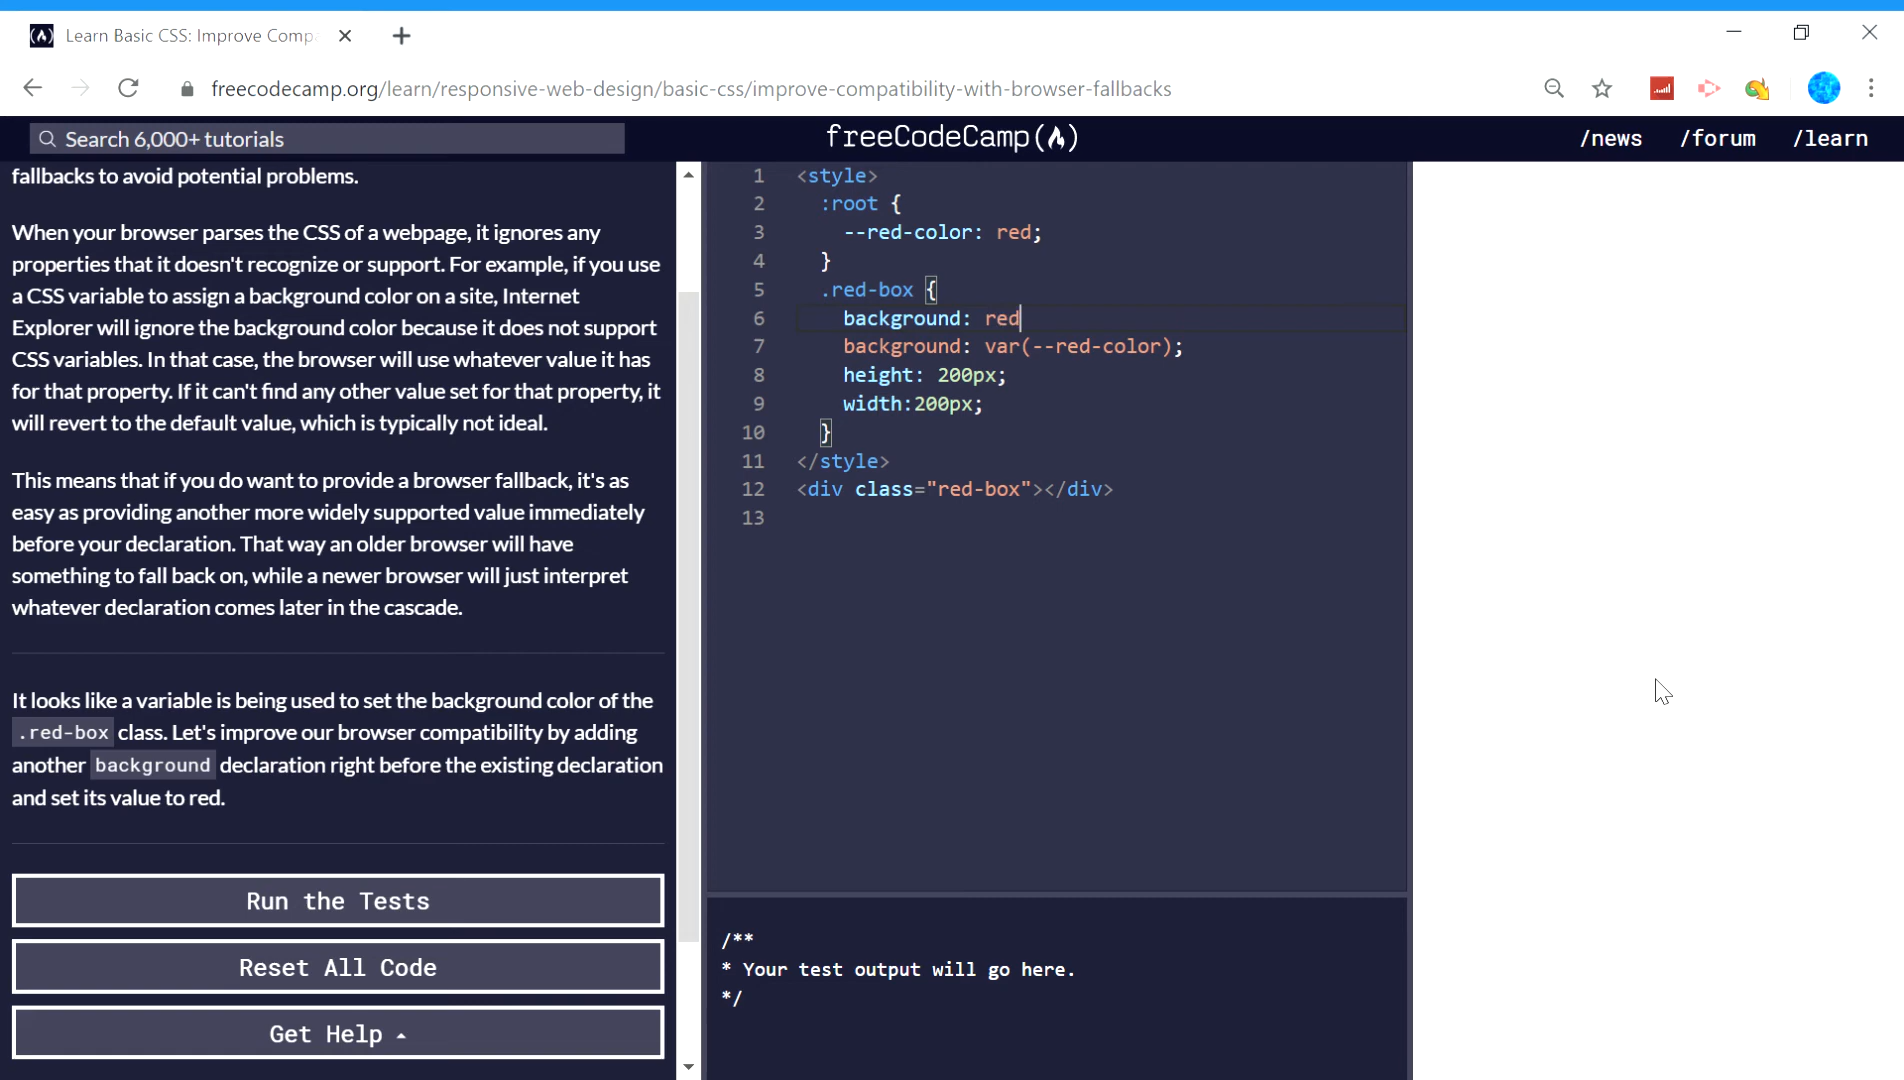 Learn Basic CSS: Improve Comp
freecodecamp.org/learn/responsive-web-design/basic-css/improve-compatibility-with-browser-fallbacks
Search 6,000+ tutorials
freeCodeCamp
/news
/forum
/learn
fallbacks to avoid potential problems.
When your browser parses the CSS of a webpage, it ignores any
properties that it doesn't recognize or support. For example, if you use
a CSS variable to assign a background color on a site, Internet
Explorer will ignore the background color because it does not support
CSS variables. In that case, the browser will use whatever value it has
for that property. If it can't find any other value set for that property, it
will revert to the default value, which is typically not ideal.
This means that if you do want to provide a browser fallback, it's as
easy as providing another more widely supported value immediately
before your declaration. That way an older browser will have
something to fall back on, while a newer browser will just interpret
whatever declaration comes later in the cascade.
It looks like a variable is being used to set the background color of the
.red-box class. Let's improve our browser compatibility by adding
another background declaration right before the existing declaration
and set its value to red.
Run the Tests
Reset All Code
Get Help
1 <style>
2 :root {
3 --red-color: red;
4 }
5 .red-box {
6 background: red
7 background: var(--red-color);
8 height: 200px;
9 width:200px;
10 }
11 </style>
12 <div class="red-box"></div>
13
/**
* Your test output will go here.
*/